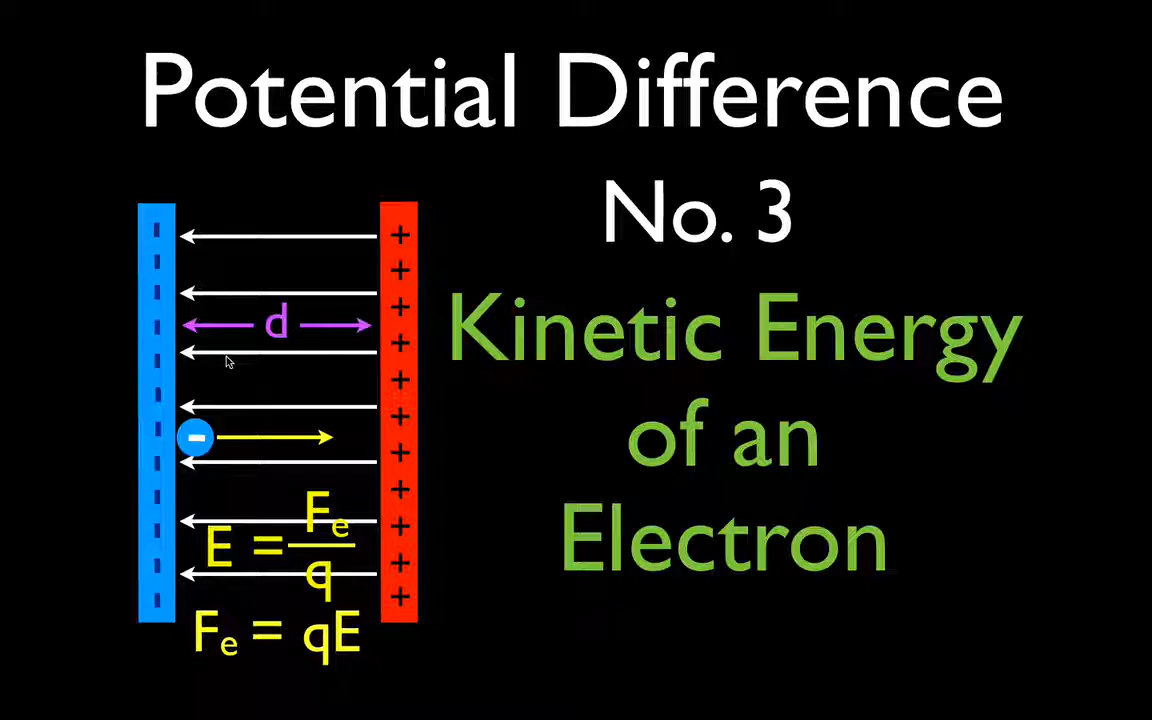 Potential Difference
No. 3
Kinetic Energy
of an
Electron
d
E = Fe/q
Fe = qE